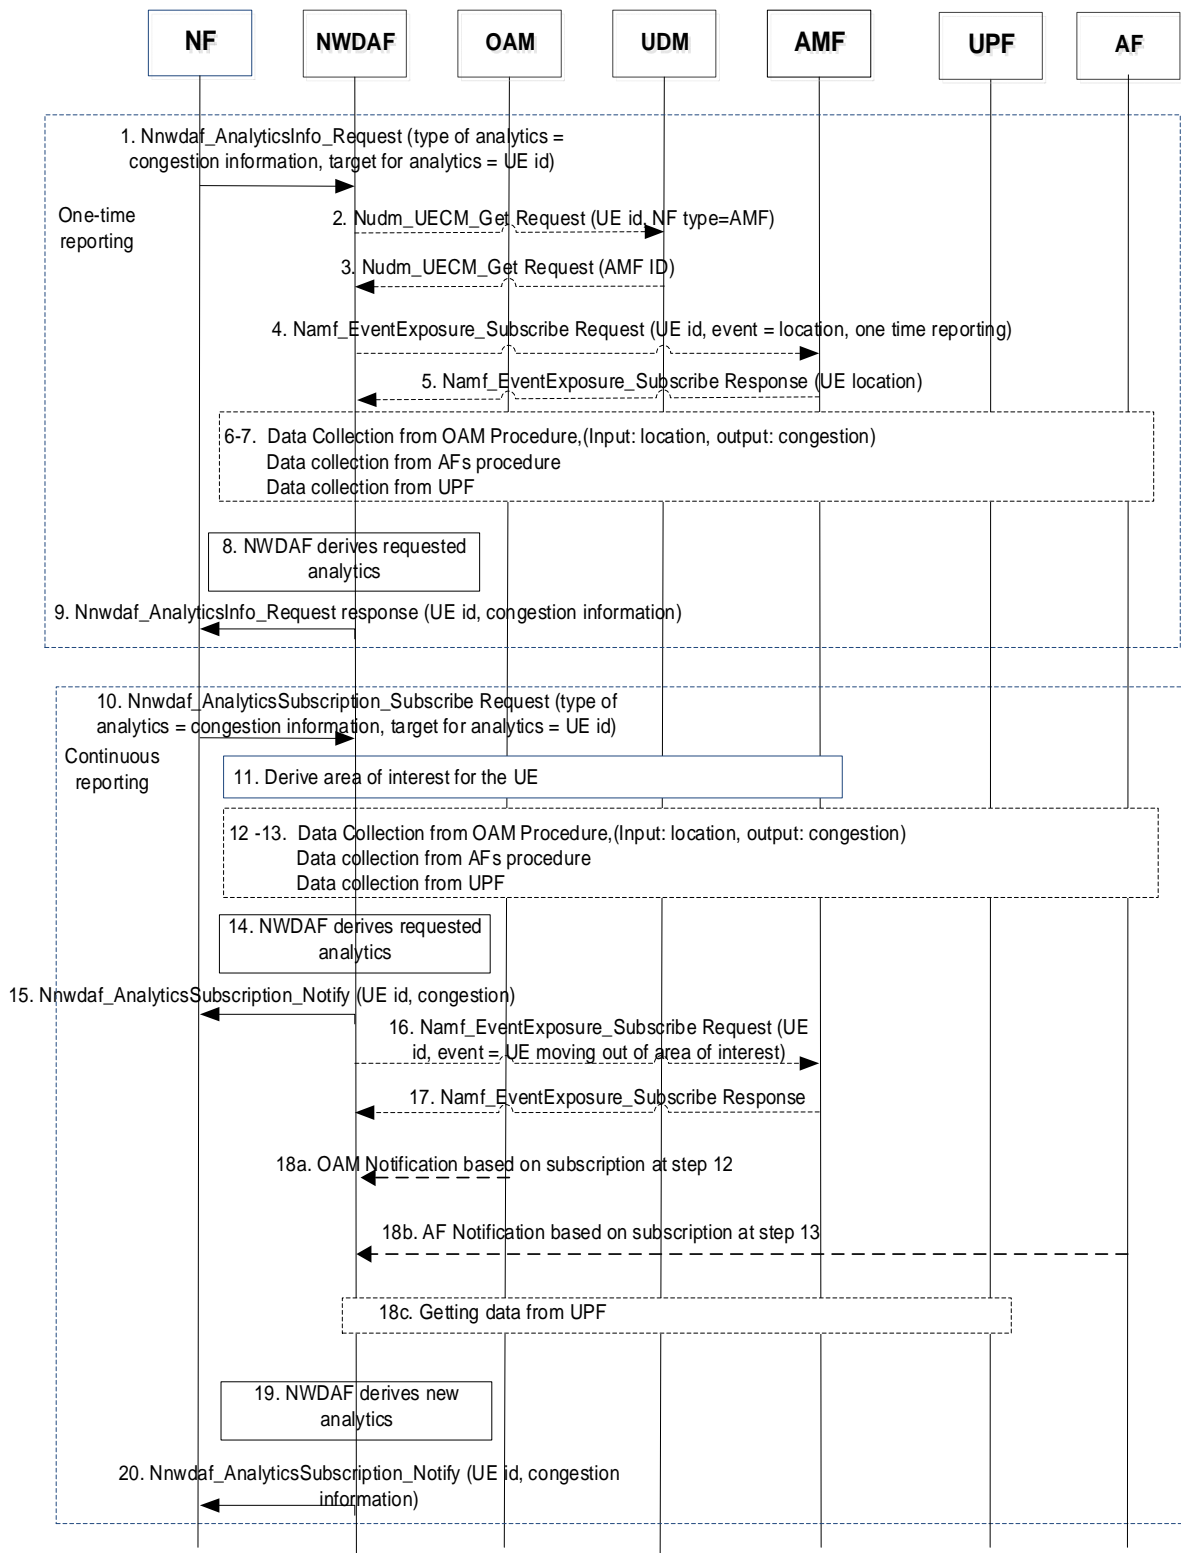 NF
NWDAF
OAM
UDM
AMF
UPF
AF
1. Nnwdaf_AnalyticsInfo_Request (type of analytics =
congestion information, target for analytics = UE id)
One-time
reporting
2. Nudm_UECM_Get Request (UE id, NF type=AMF)
3. Nudm_UECM_Get Request (AMF ID)
4. Namf_EventExposure_Subscribe Request (UE id, event = location, one time reporting)
5. Namf_EventExposure_Subscribe Response (UE location)
6-7. Data Collection from OAM Procedure,(Input: location, output: congestion)
Data collection from AFs procedure
Data collection from UPF
8. NWDAF derives requested
analytics
9. Nnwdaf_AnalyticsInfo_Request response (UE id, congestion information)
10. Nnwdaf_AnalyticsSubscription_Subscribe Request (type of
analytics = congestion information, target for analytics = UE id)
Continuous
reporting
11. Derive area of interest for the UE
12 -13. Data Collection from OAM Procedure,(Input: location, output: congestion)
Data collection from AFs procedure
Data collection from UPF
14. NWDAF derives requested
analytics
15. Nnwdaf_AnalyticsSubscription_Notify (UE id, congestion)
16. Namf_EventExposure_Subscribe Request (UE
id, event = UE moving out of area of interest)
17. Namf_EventExposure_Subscribe Response
18a. OAM Notification based on subscription at step 12
18b. AF Notification based on subscription at step 13
18c. Getting data from UPF
19. NWDAF derives new
analytics
20. Nnwdaf_AnalyticsSubscription_Notify (UE id, congestion
information)